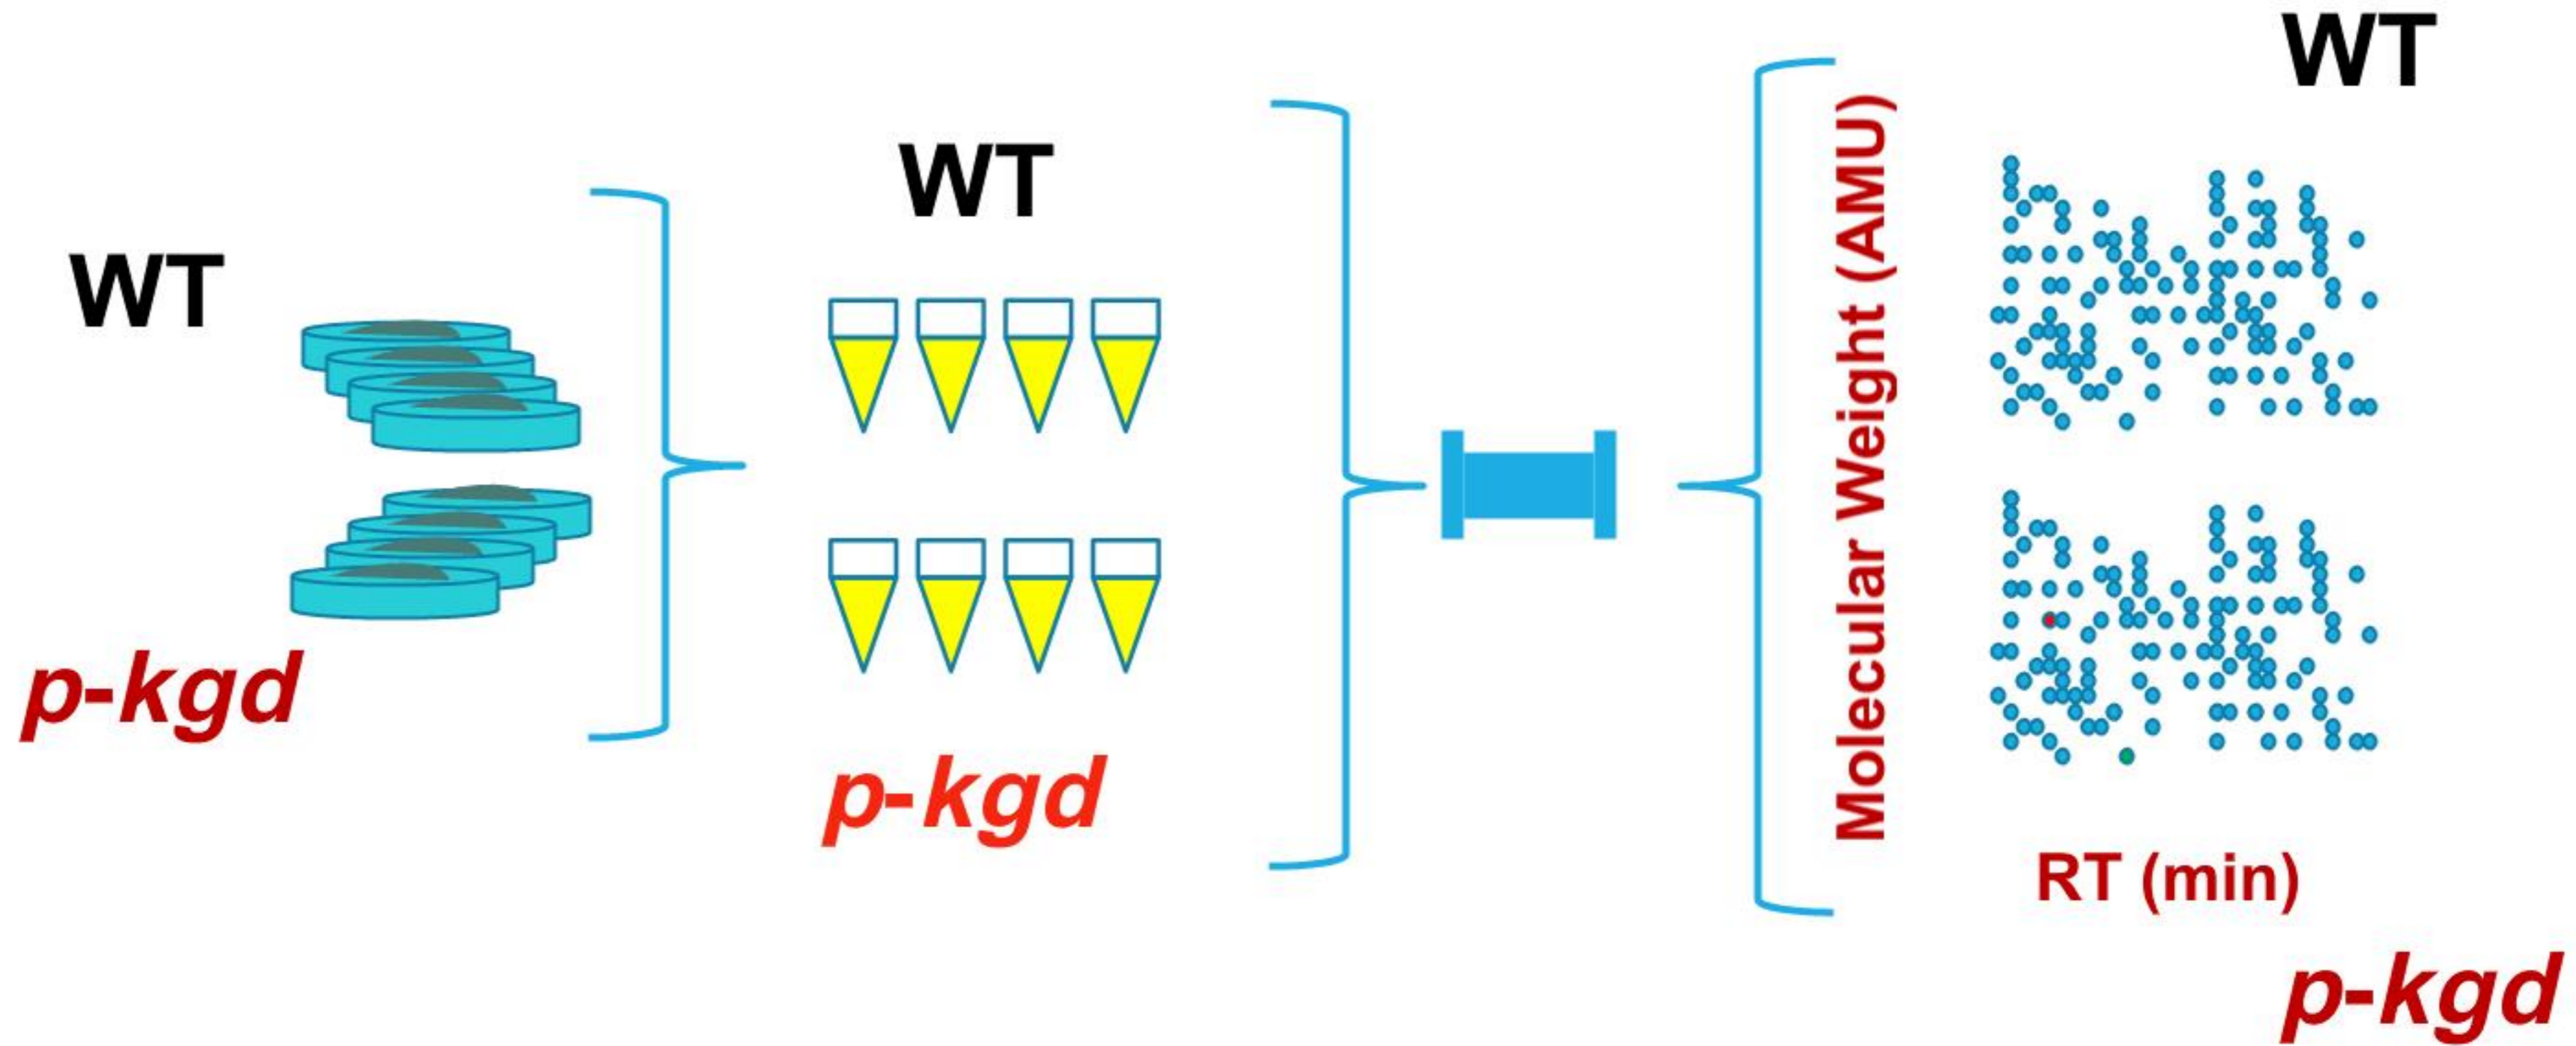 WT
p-kgd
WT
p-kgd
Molecular Weight (AMU)
WT
RT (min)
p-kgd